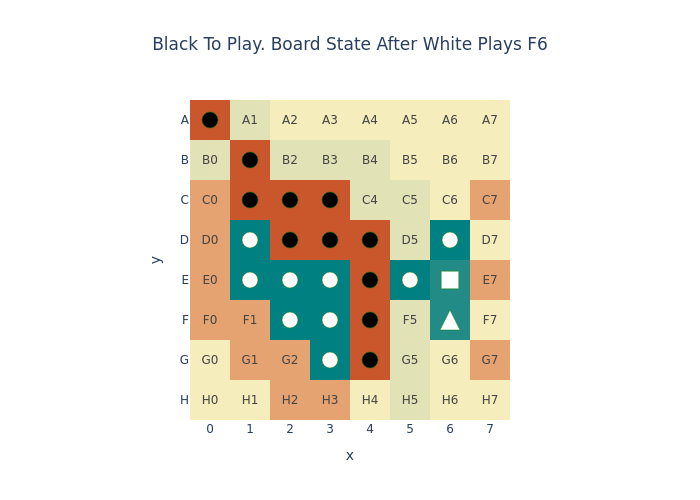 Black To Play. Board State After White Plays F6
A A1 A2 A3 A4 A5 A6 A7
B B0 B2 B3 B4 B5 B6 B7
C C0 C4 C5 C6 C7
D D0 D5 D7
y
E E0 E7
F F0 F1 F5 F7
G G0 G1 G2 G5 G6 G7
H H0 H1 H2 H3 H4 H5 H6 H7
0 1 2 3 4 5 6 7
x